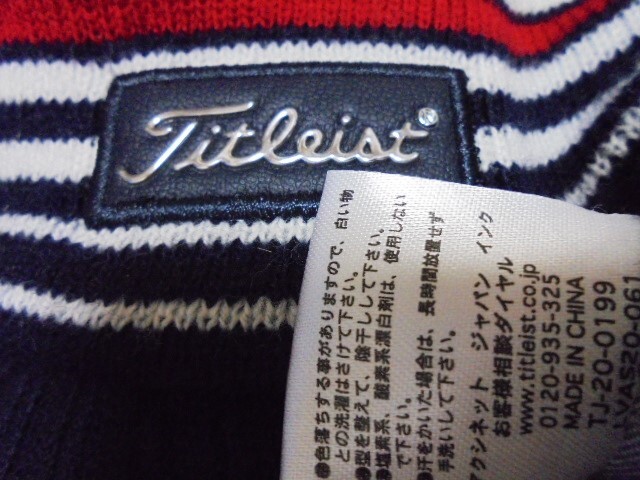 Titleist®
●色落ちする事がありますので、白い物
との洗濯はさけて下さい。
●型を整えて、陰干しして下さい。
●塩素系、酸素系漂白剤は、使用しない
で下さい。
●汗をかいた場合は、長時間放置せず
手洗いして下さい。
アクシネット ジャパン インク
お客様相談ダイヤル
www.titleist.co.jp
0120-935-325
MADE IN CHINA
TJ-20-0199